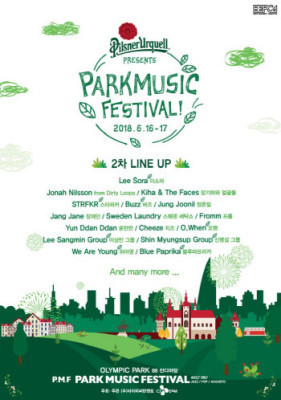 Pilsner Urquell
PRESENTS
PARKMUSIC
FESTIVAL!
2018. 6. 16-17
2차 LINE UP
Lee Sora 이소라
Jonah Nilsson from Dirty Loops / Kiha & The Faces 장기하와 얼굴들
STRFKR 스타퍼커 / Buzz 버즈 / Jung Joonil 정준일
Jang Jane 장재인 / Sweden Laundry 스웨덴 세탁소 / Fromm 프롬
Yun Ddan Ddan 윤딴딴 / Cheeze 치즈 / O.When 오왠
Lee Sangmin Group 이상민 그룹 / Shin Myungsup Group 신명섭 그룹
We Are Young 위아영 / Blue Paprika 블루파프리카
And many more ...
OLYMPIC PARK 88 잔디마당
P.M.F PARK MUSIC FESTIVAL